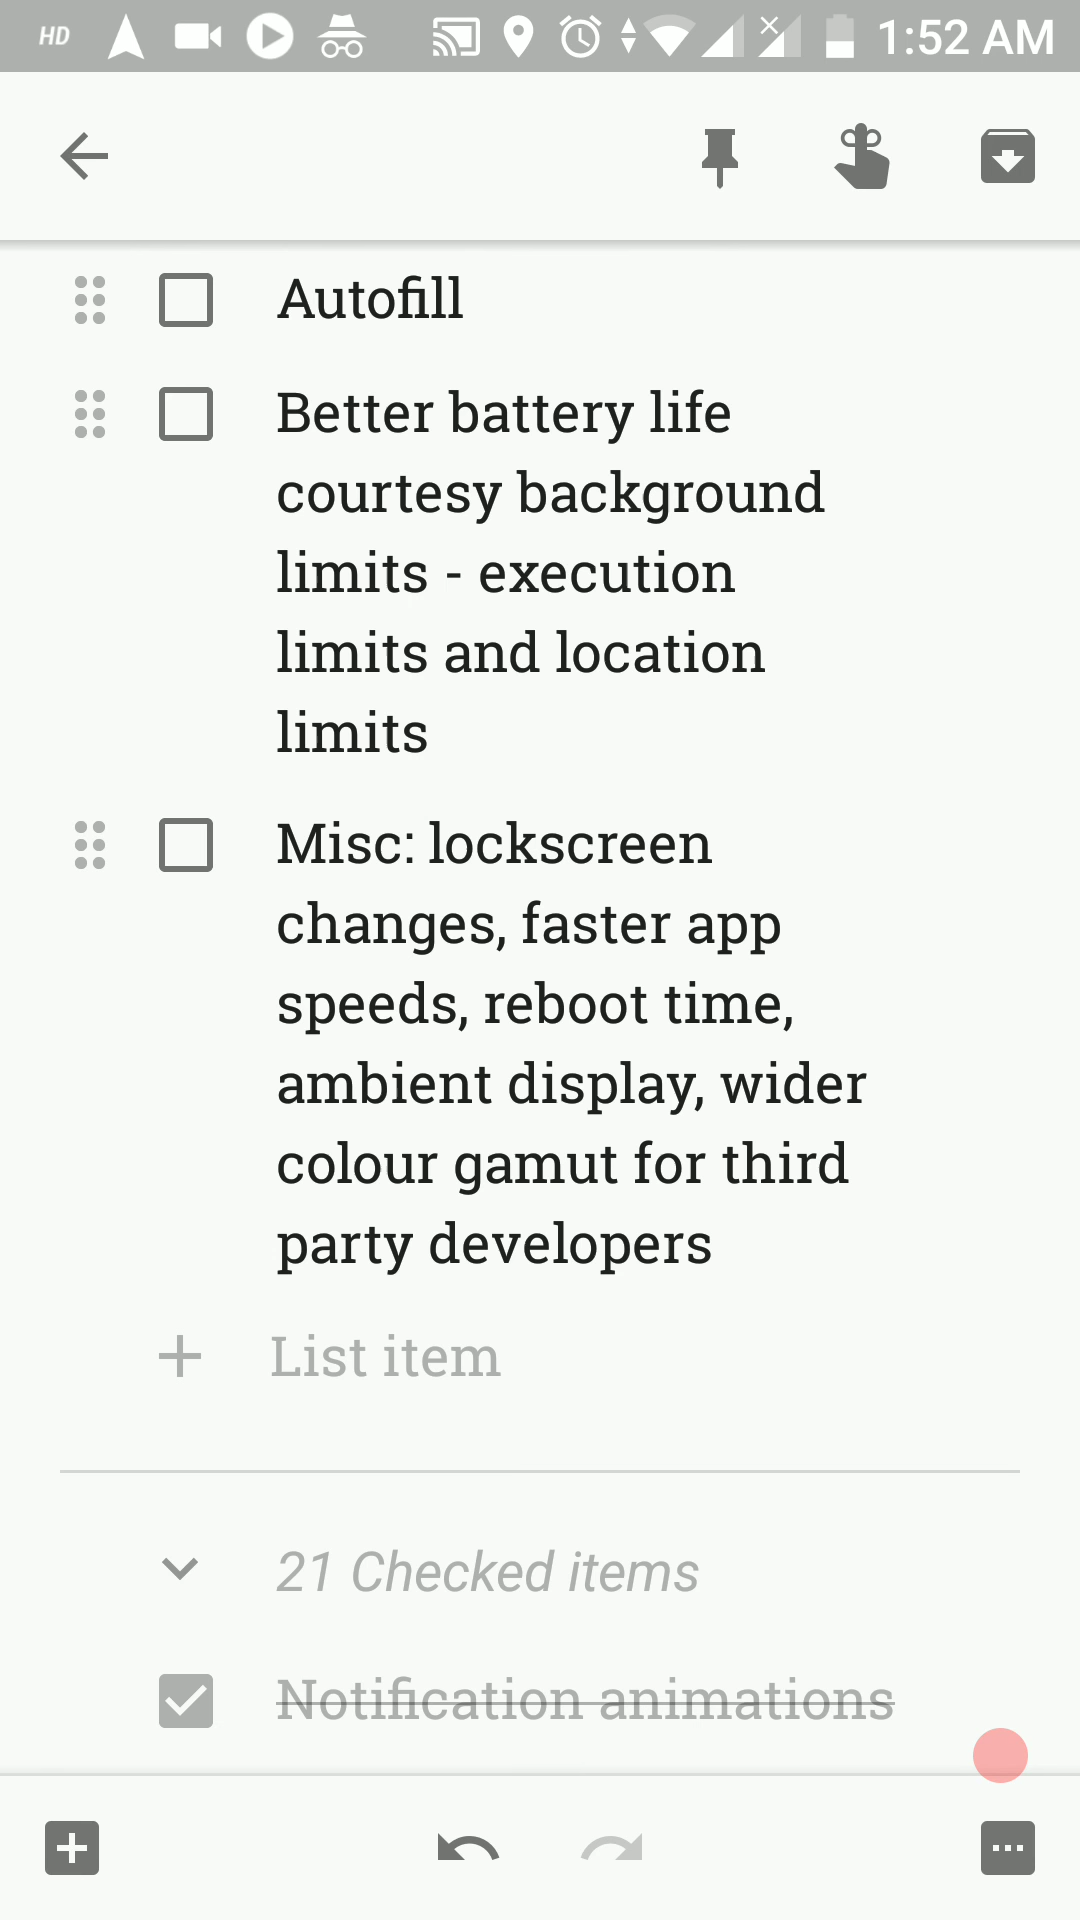 HD 1:52 AM
Autofill
Better battery life
courtesy background
limits - execution
limits and location
limits
Misc: lockscreen
changes, faster app
speeds, reboot time,
ambient display, wider
colour gamut for third
party developers
List item
21 Checked items
Notification animations